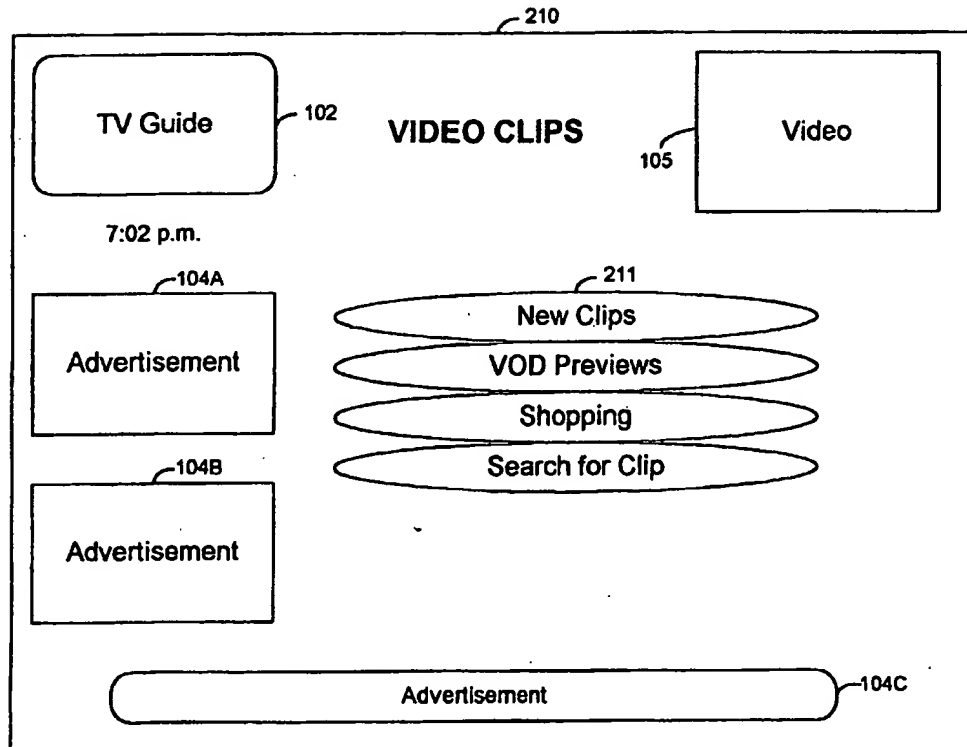 210
TV Guide
102
VIDEO CLIPS
105
Video
7:02 p.m.
104A
Advertisement
211
New Clips
VOD Previews
Shopping
Search for Clip
104B
Advertisement
Advertisement
104C